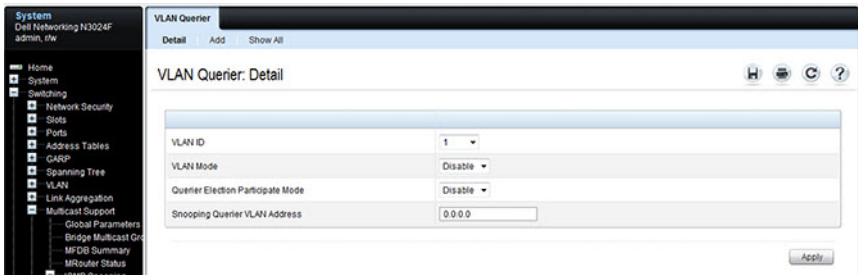 System
Dell Networking N3024F
admin, r/w
Home
System
Switching
Network Security
Slots
Ports
Address Tables
GARP
Spanning Tree
VLAN
Link Aggregation
Multicast Support
Global Parameters
Bridge Multicast Gro
MFDB Summary
MRouter Status
VLAN Querier
Detail Add Show All
VLAN Querier: Detail
VLAN ID 1
VLAN Mode Disable
Querier Election Participate Mode Disable
Snooping Querier VLAN Address 0.0.0.0
Apply